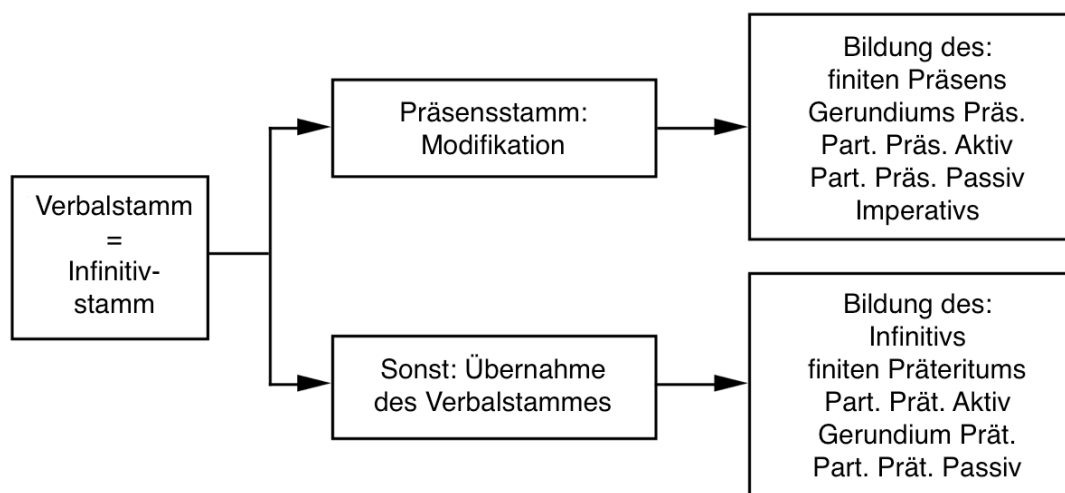 Verbalstamm
=
Infinitiv-
stamm
Präsensstamm:
Modifikation
Bildung des:
finiten Präsens
Gerundiums Präs.
Part. Präs. Aktiv
Part. Präs. Passiv
Imperativs
Sonst: Übernahme
des Verbalstammes
Bildung des:
Infinitivs
finiten Präteritums
Part. Prät. Aktiv
Gerundium Prät.
Part. Prät. Passiv